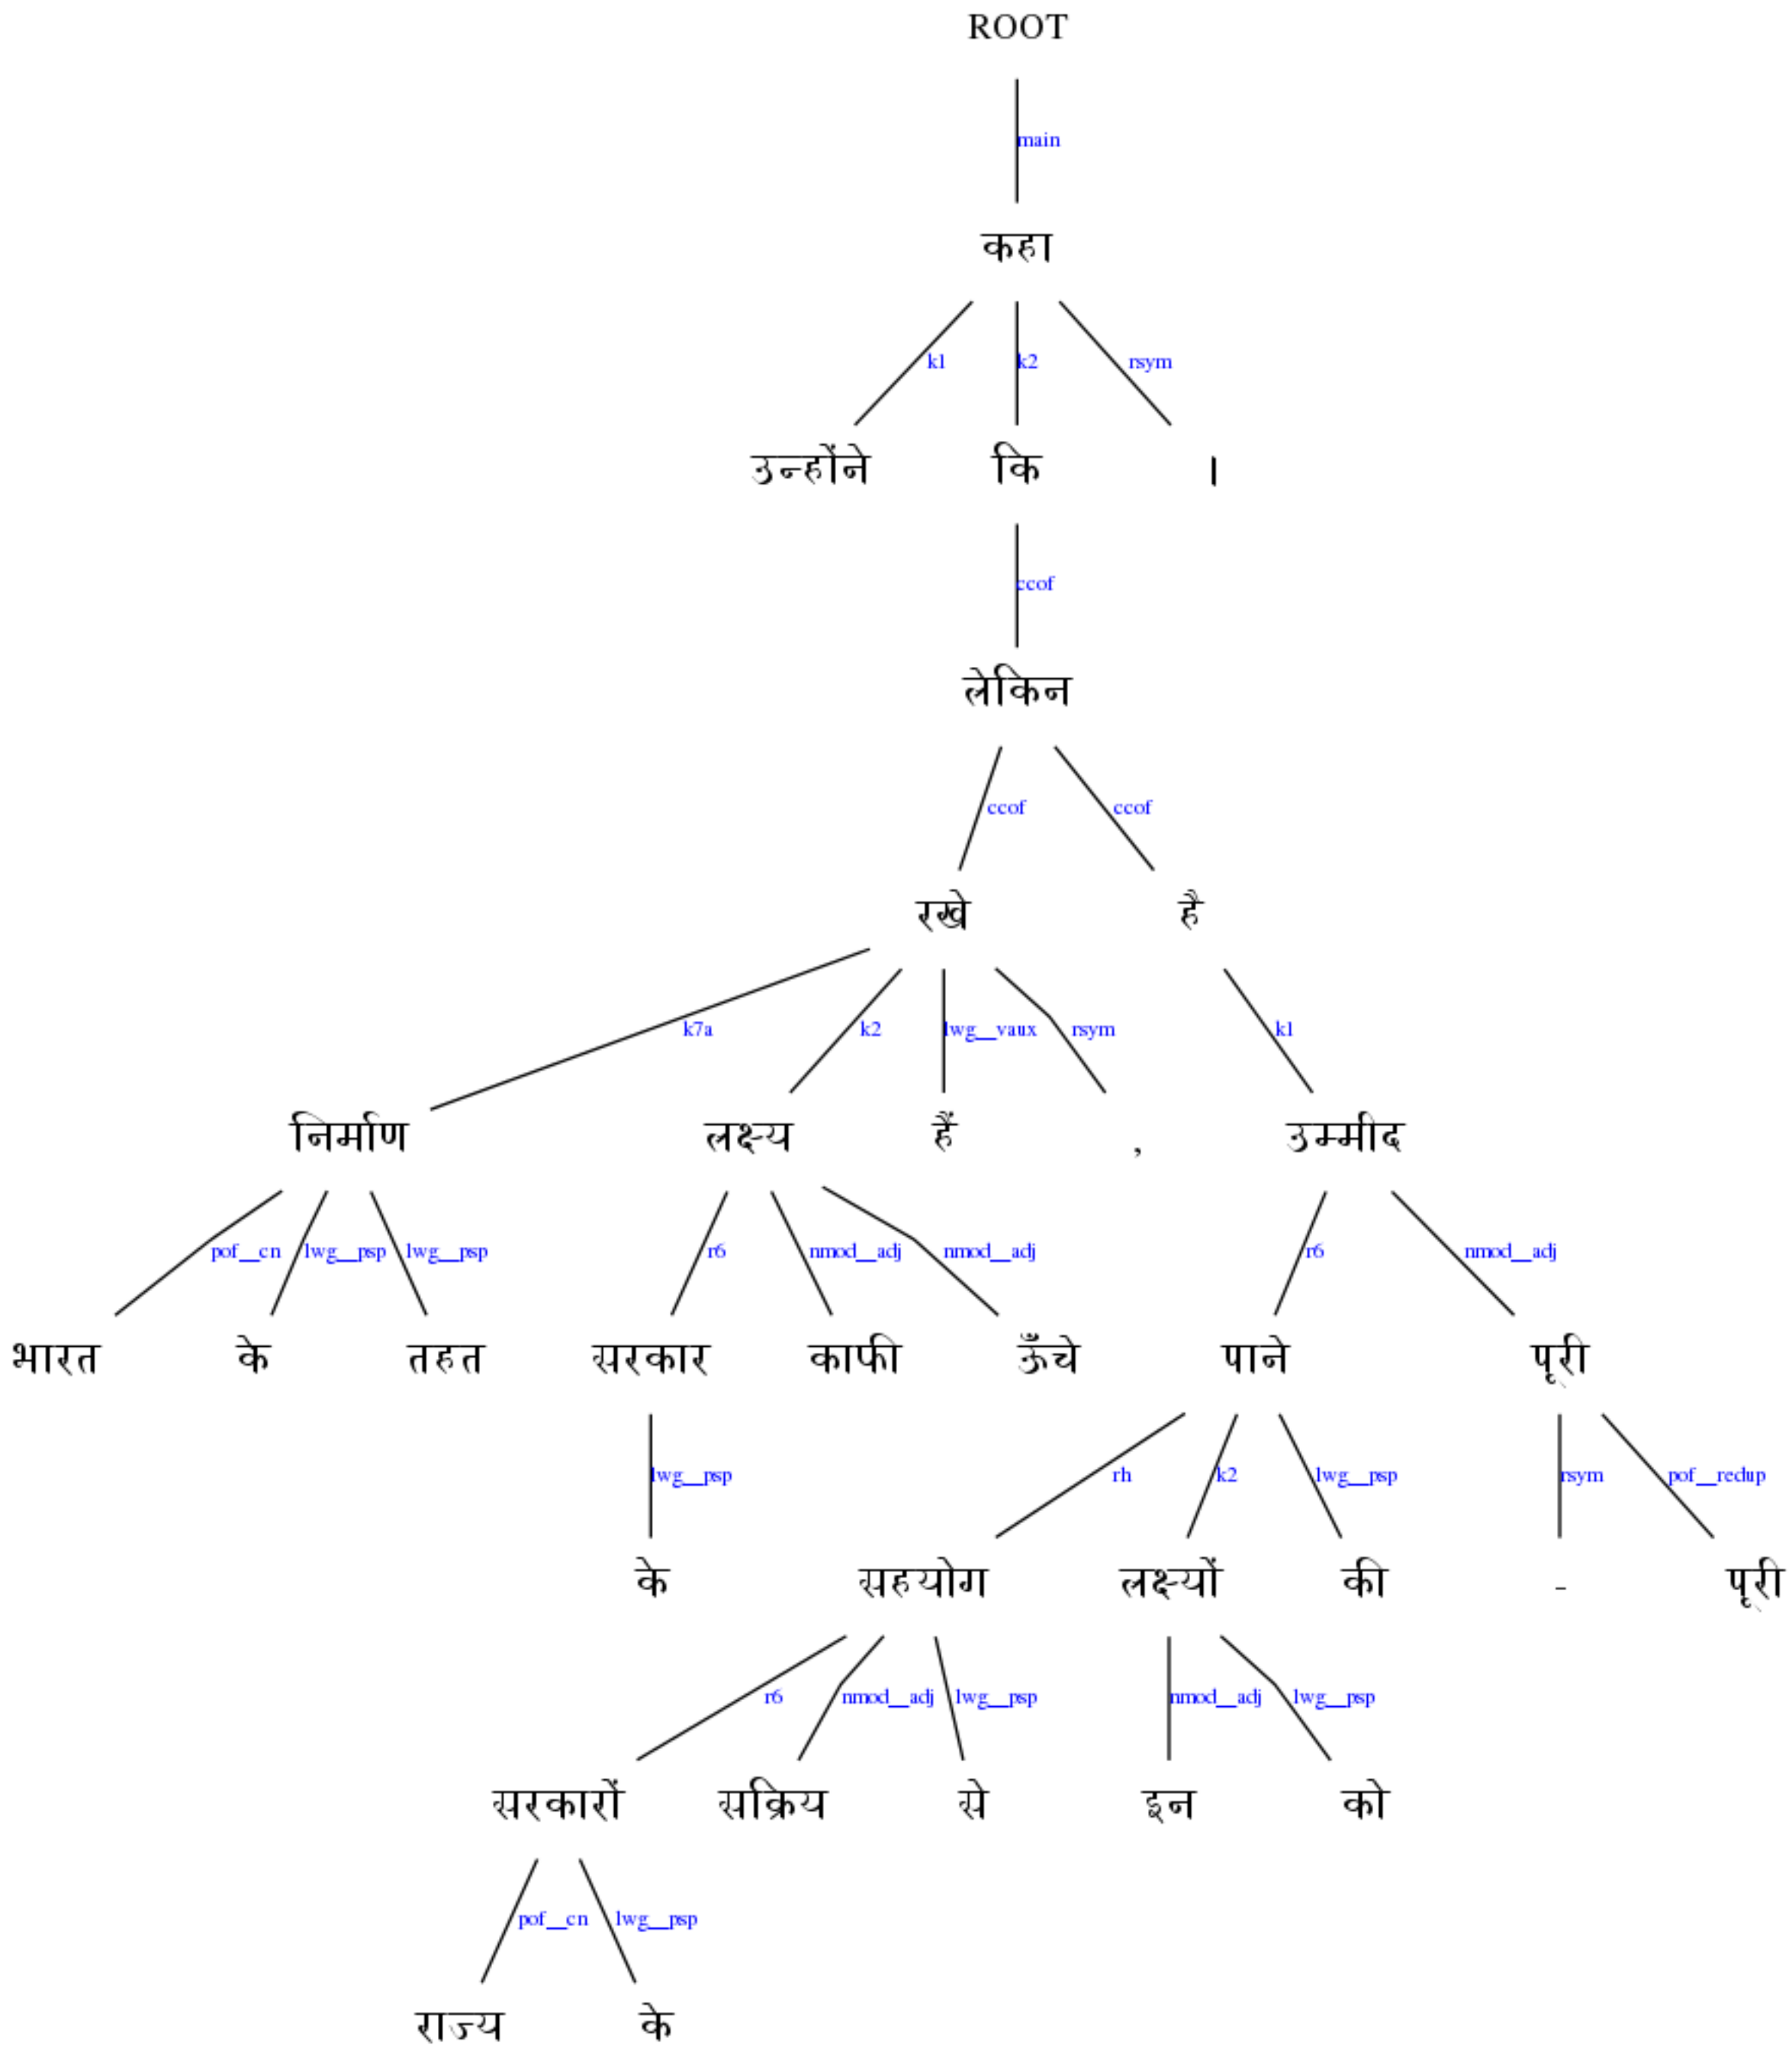 ROOT
main
कहा
k1 k2 rsym
उन्होंने कि ।
ccof
लेकिन
ccof ccof
रखे है
k7a k2 lwg__vaux rsym k1
निर्माण लक्ष्य हैं , उम्मीद
pof__cn lwg__psp lwg__psp r6 nmod__adj nmod__adj r6 nmod__adj
भारत के तहत सरकार काफी ऊँचे पाने पूरी
lwg__psp rh k2 lwg__psp rsym pof__redup
के सहयोग लक्ष्यों की - पूरी
r6 nmod__adj lwg__psp nmod__adj lwg__psp
सरकारों सक्रिय से इन को
pof__cn lwg__psp
राज्य के